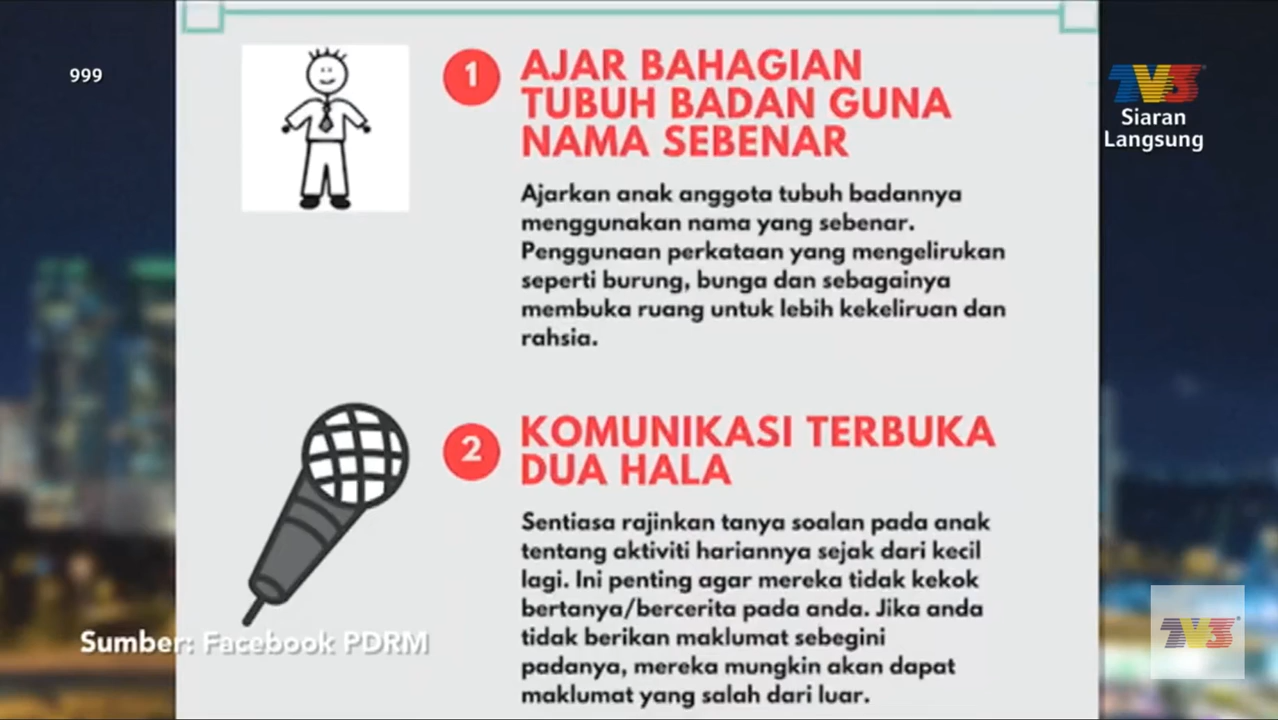 999
TV3
Siaran
Langsung
1
AJAR BAHAGIAN
TUBUH BADAN GUNA
NAMA SEBENAR
Ajarkan anak anggota tubuh badannya
menggunakan nama yang sebenar.
Penggunaan perkataan yang mengelirukan
seperti burung, bunga dan sebagainya
membuka ruang untuk lebih kekeliruan dan
rahsia.
2
KOMUNIKASI TERBUKA
DUA HALA
Sentiasa rajinkan tanya soalan pada anak
tentang aktiviti hariannya sejak dari kecil
lagi. Ini penting agar mereka tidak kekok
bertanya/bercerita pada anda. Jika anda
tidak berikan maklumat sebegini
padanya, mereka mungkin akan dapat
maklumat yang salah dari luar.
Sumber: Facebook PDRM
TV3